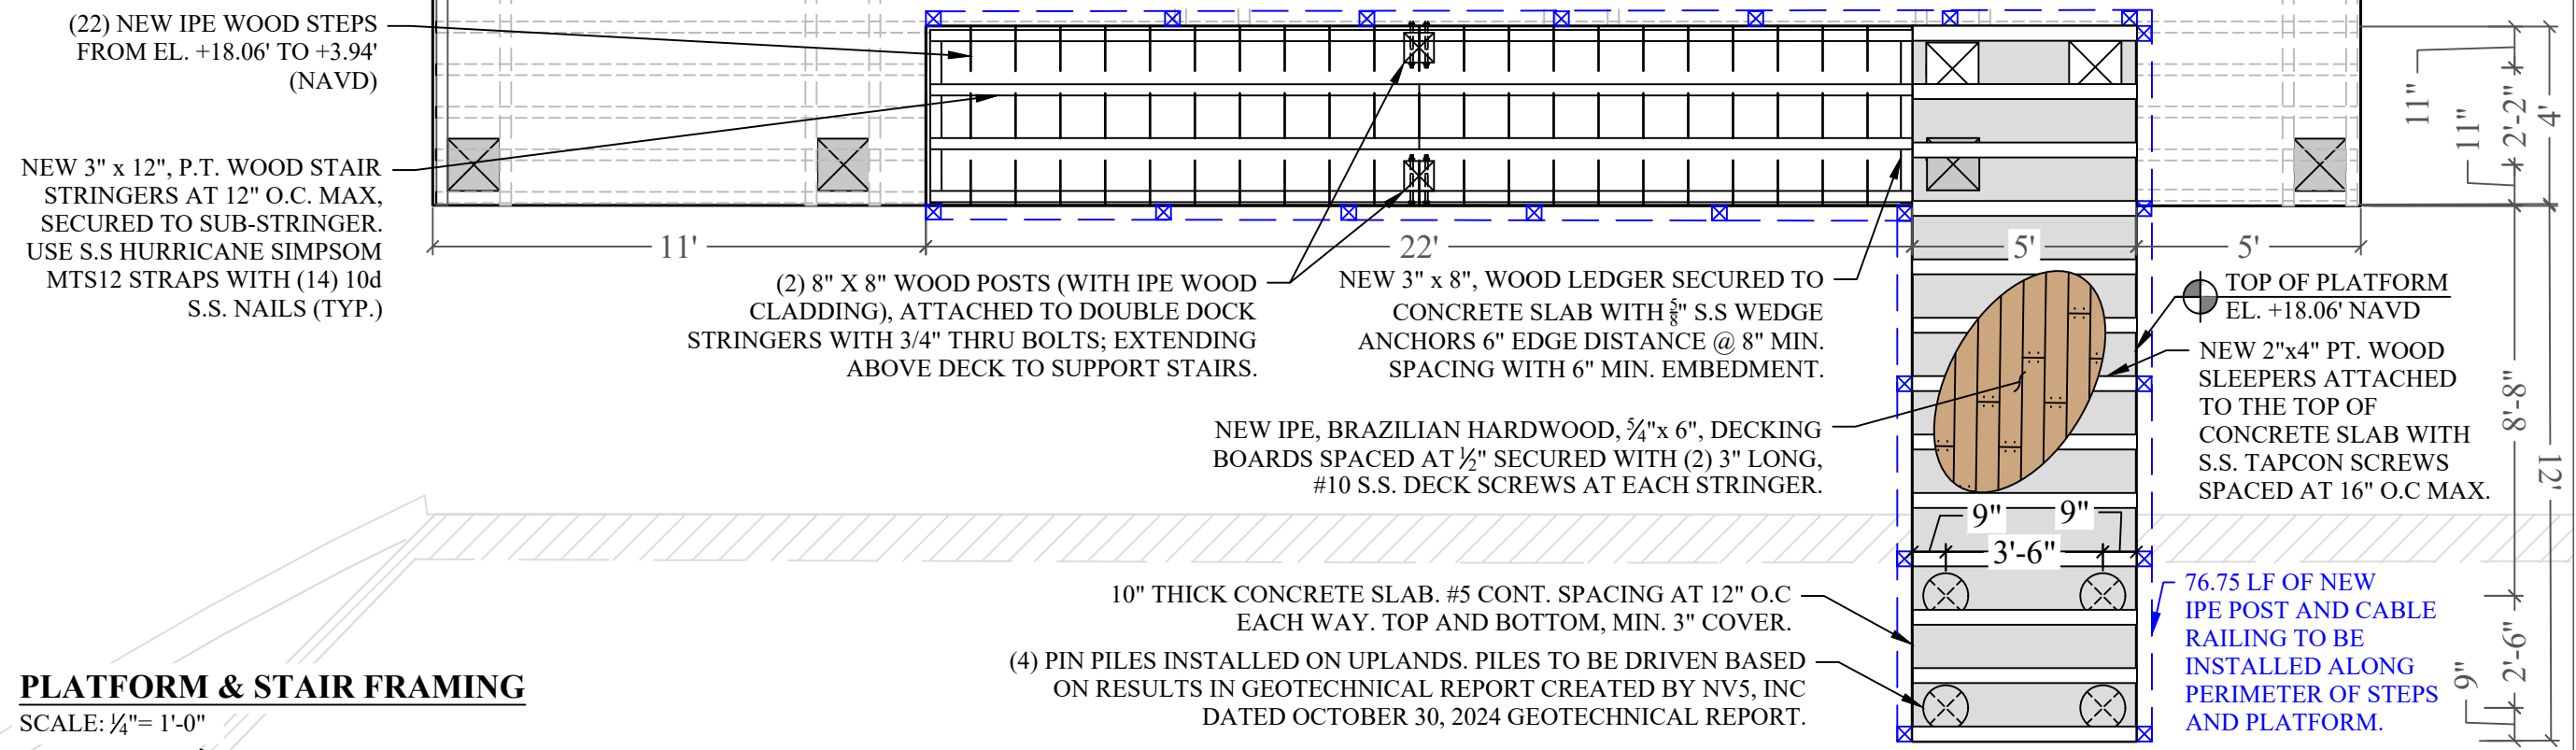 (22) NEW IPE WOOD STEPS
FROM EL. +18.06' TO +3.94'
(NAVD)
NEW 3" x 12", P.T. WOOD STAIR
STRINGERS AT 12" O.C. MAX,
SECURED TO SUB-STRINGER.
USE S.S HURRICANE SIMPSOM
MTS12 STRAPS WITH (14) 10d
S.S. NAILS (TYP.)
11'
22'
5'
5'
(2) 8" X 8" WOOD POSTS (WITH IPE WOOD
CLADDING), ATTACHED TO DOUBLE DOCK
STRINGERS WITH 3/4" THRU BOLTS; EXTENDING
ABOVE DECK TO SUPPORT STAIRS.
NEW 3" x 8", WOOD LEDGER SECURED TO
CONCRETE SLAB WITH 5/8" S.S WEDGE
ANCHORS 6" EDGE DISTANCE @ 8" MIN.
SPACING WITH 6" MIN. EMBEDMENT.
NEW IPE, BRAZILIAN HARDWOOD, 5/4"x 6", DECKING
BOARDS SPACED AT 1/2" SECURED WITH (2) 3" LONG,
#10 S.S. DECK SCREWS AT EACH STRINGER.
TOP OF PLATFORM
EL. +18.06' NAVD
NEW 2"x4" PT. WOOD
SLEEPERS ATTACHED
TO THE TOP OF
CONCRETE SLAB WITH
S.S. TAPCON SCREWS
SPACED AT 16" O.C MAX.
11"
11"
2'-2"
4'
8'-8"
12'
2'-6"
9"
9"
9"
3'-6"
10" THICK CONCRETE SLAB. #5 CONT. SPACING AT 12" O.C
EACH WAY. TOP AND BOTTOM, MIN. 3" COVER.
(4) PIN PILES INSTALLED ON UPLANDS. PILES TO BE DRIVEN BASED
ON RESULTS IN GEOTECHNICAL REPORT CREATED BY NV5, INC
DATED OCTOBER 30, 2024 GEOTECHNICAL REPORT.
76.75 LF OF NEW
IPE POST AND CABLE
RAILING TO BE
INSTALLED ALONG
PERIMETER OF STEPS
AND PLATFORM.
PLATFORM & STAIR FRAMING
SCALE: 1/4"= 1'-0"